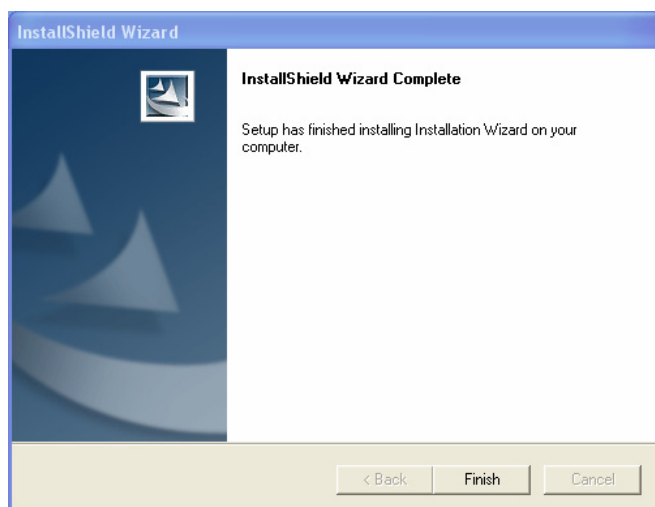 InstallShield Wizard
InstallShield Wizard Complete
Setup has finished installing Installation Wizard on your
computer.
< Back
Finish
Cancel